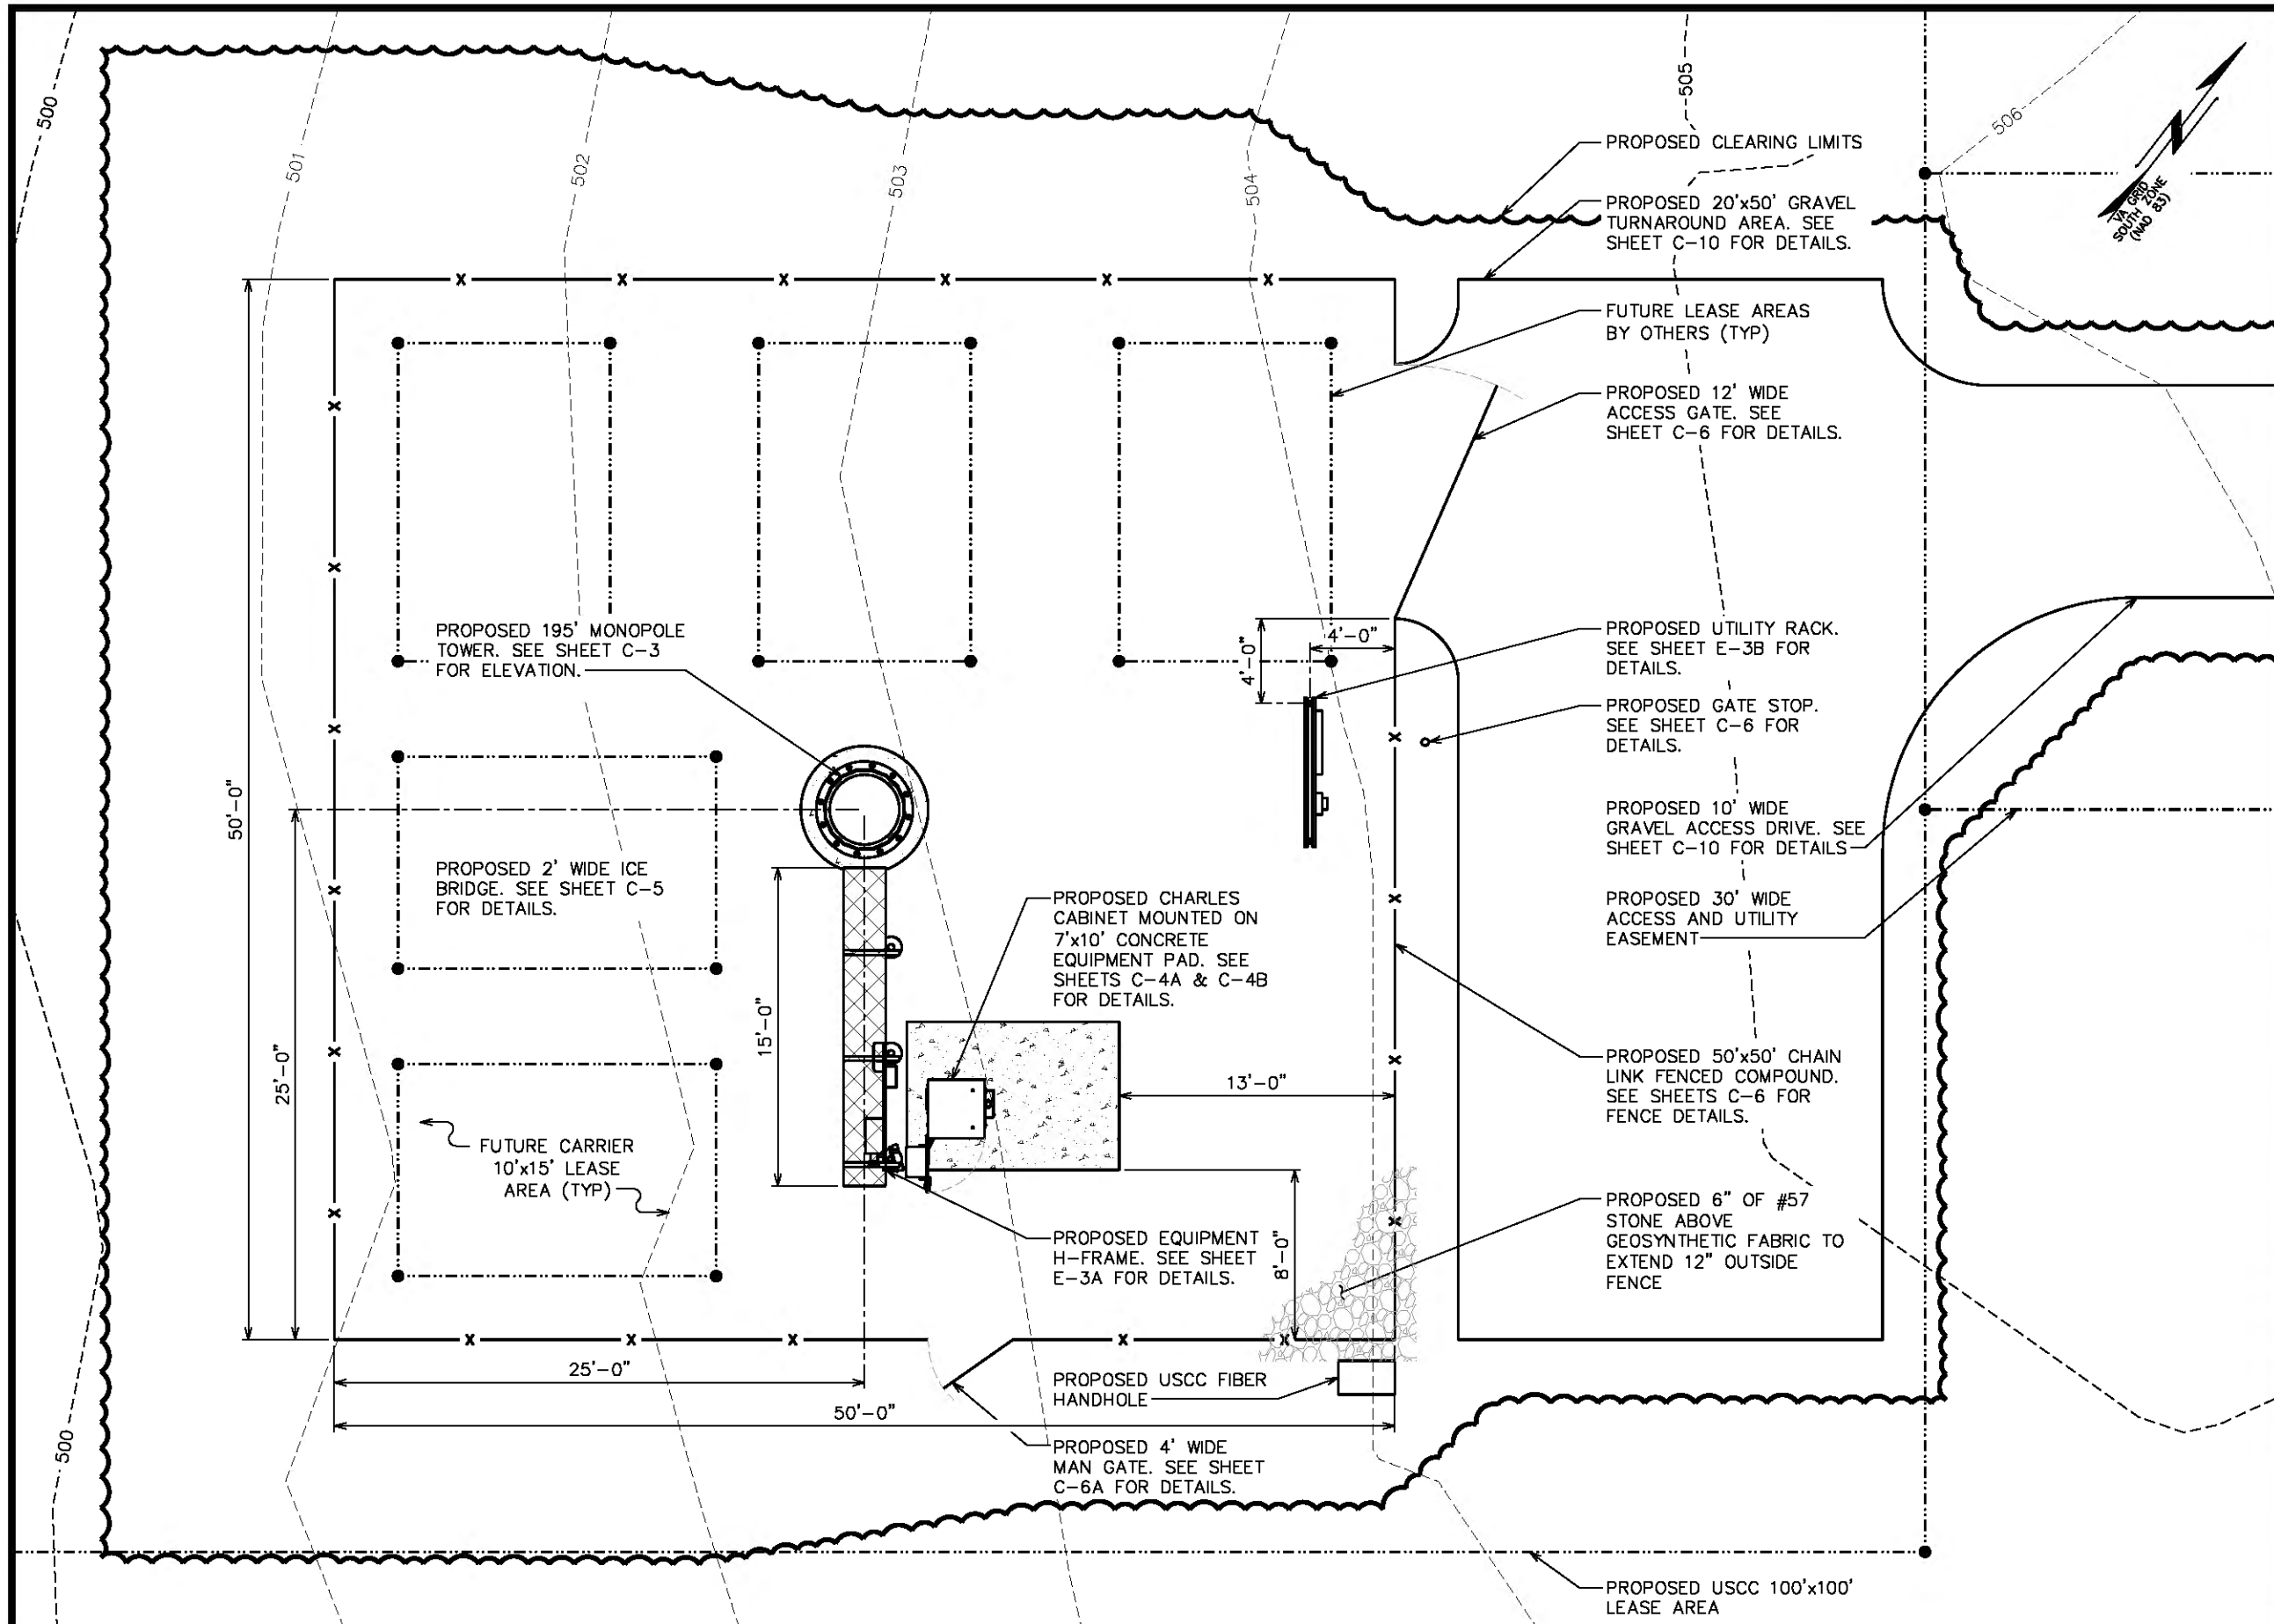 500
501
502
503
504
505
506
VA GRID
SOUTH ZONE
(NAD 83)
PROPOSED CLEARING LIMITS
PROPOSED 20'x50' GRAVEL
TURNAROUND AREA. SEE
SHEET C-10 FOR DETAILS.
FUTURE LEASE AREAS
BY OTHERS (TYP)
PROPOSED 12' WIDE
ACCESS GATE. SEE
SHEET C-6 FOR DETAILS.
PROPOSED 195' MONOPOLE
TOWER. SEE SHEET C-3
FOR ELEVATION.
4'-0"
4'-0"
PROPOSED UTILITY RACK.
SEE SHEET E-3B FOR
DETAILS.
PROPOSED GATE STOP.
SEE SHEET C-6 FOR
DETAILS.
50'-0"
PROPOSED 10' WIDE
GRAVEL ACCESS DRIVE. SEE
SHEET C-10 FOR DETAILS
PROPOSED 2' WIDE ICE
BRIDGE. SEE SHEET C-5
FOR DETAILS.
PROPOSED CHARLES
CABINET MOUNTED ON
7'x10' CONCRETE
EQUIPMENT PAD. SEE
SHEETS C-4A & C-4B
FOR DETAILS.
PROPOSED 30' WIDE
ACCESS AND UTILITY
EASEMENT
15'-0"
25'-0"
13'-0"
PROPOSED 50'x50' CHAIN
LINK FENCED COMPOUND.
SEE SHEETS C-6 FOR
FENCE DETAILS.
FUTURE CARRIER
10'x15' LEASE
AREA (TYP)
PROPOSED EQUIPMENT
H-FRAME. SEE SHEET
E-3A FOR DETAILS.
8'-0"
PROPOSED 6" OF #57
STONE ABOVE
GEOSYNTHETIC FABRIC TO
EXTEND 12" OUTSIDE
FENCE
25'-0"
PROPOSED USCC FIBER
HANDHOLE
50'-0"
500
PROPOSED 4' WIDE
MAN GATE. SEE SHEET
C-6A FOR DETAILS.
PROPOSED USCC 100'x100'
LEASE AREA